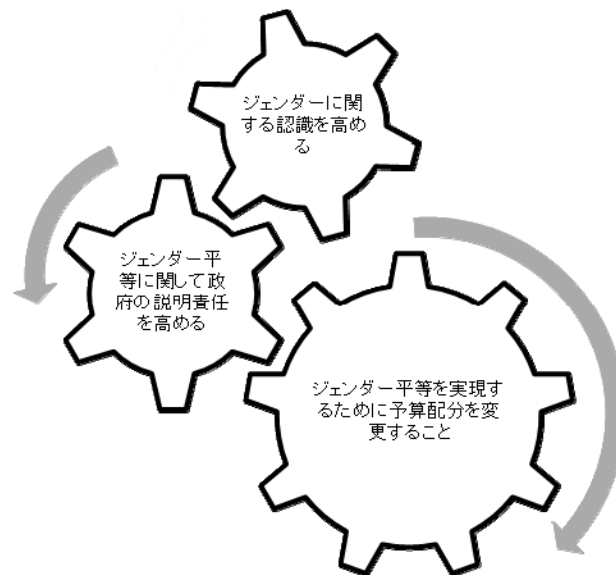 ジェンダーに関
する認識を高め
る
ジェンダー平
等に関して政
府の説明責任
を高める
ジェンダー平等を実現す
るために予算配分を変
更すること